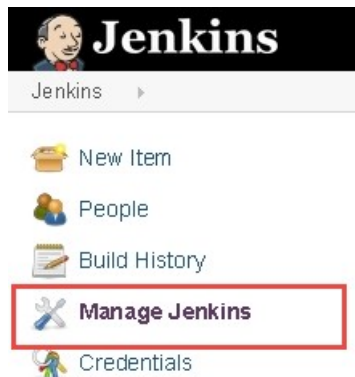 Jenkins
Jenkins
New Item
People
Build History
Manage Jenkins
Credentials